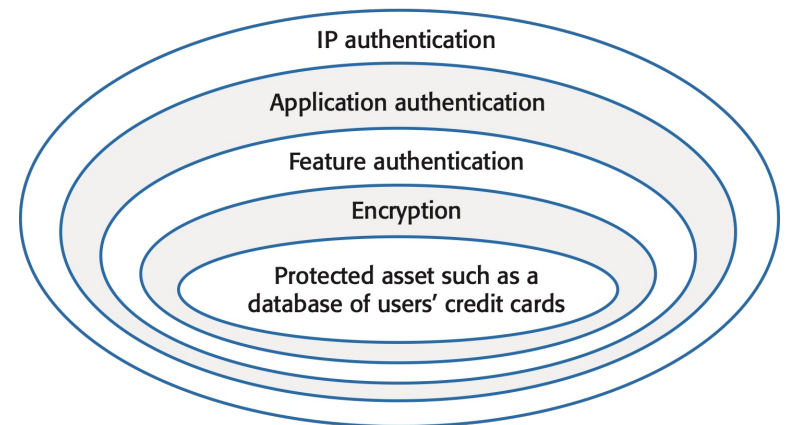 IP authentication
Application authentication
Feature authentication
Encryption
Protected asset such as a
database of users’ credit cards